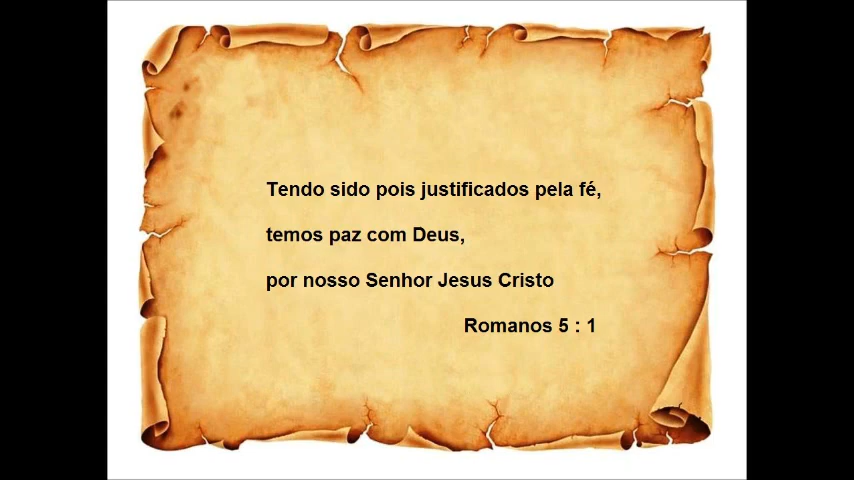 Tendo sido pois justificados pela fé,
temos paz com Deus,
por nosso Senhor Jesus Cristo
Romanos 5 : 1